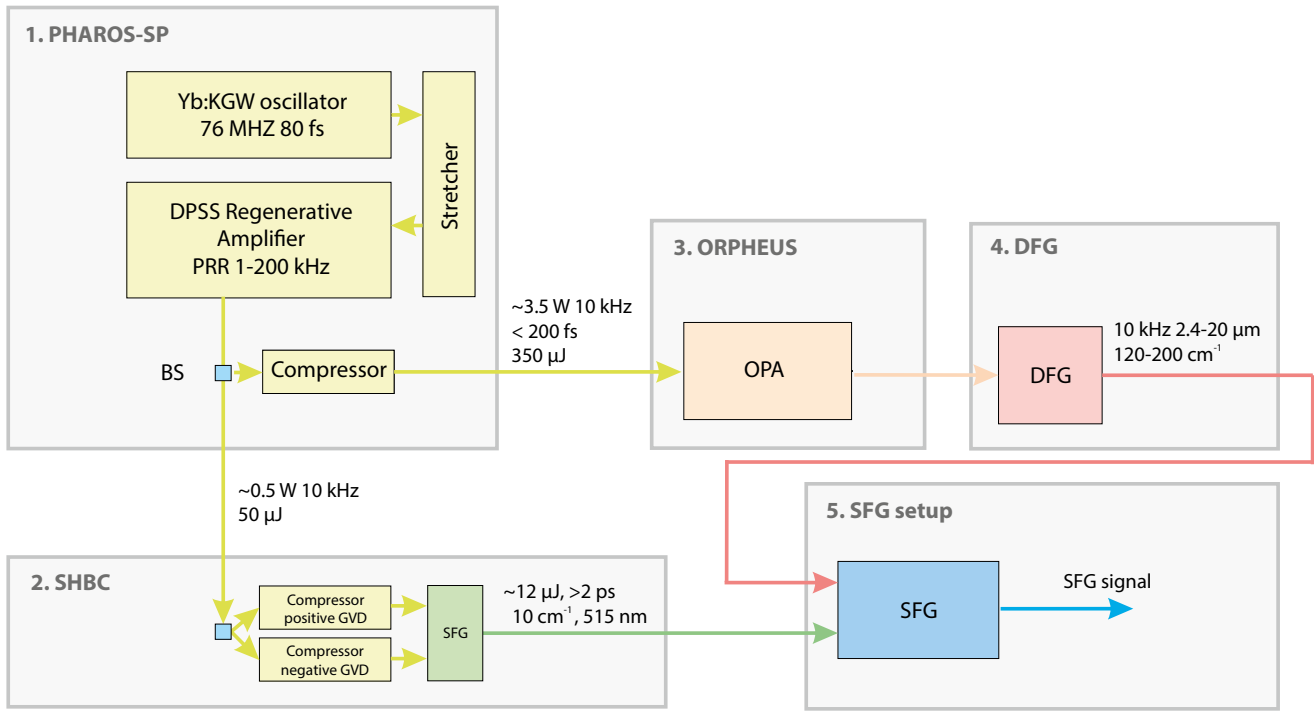 1. PHAROS-SP
Yb:KGW oscillator
76 MHZ 80 fs
Stretcher
DPSS Regenerative
Amplifier
PRR 1-200 kHz
BS
Compressor
~3.5 W 10 kHz
< 200 fs
350 µJ
3. ORPHEUS
OPA
4. DFG
DFG
10 kHz 2.4-20 µm
120-200 cm⁻¹
~0.5 W 10 kHz
50 µJ
2. SHBC
Compressor
positive GVD
Compressor
negative GVD
SFG
~12 µJ, >2 ps
10 cm⁻¹, 515 nm
5. SFG setup
SFG
SFG signal